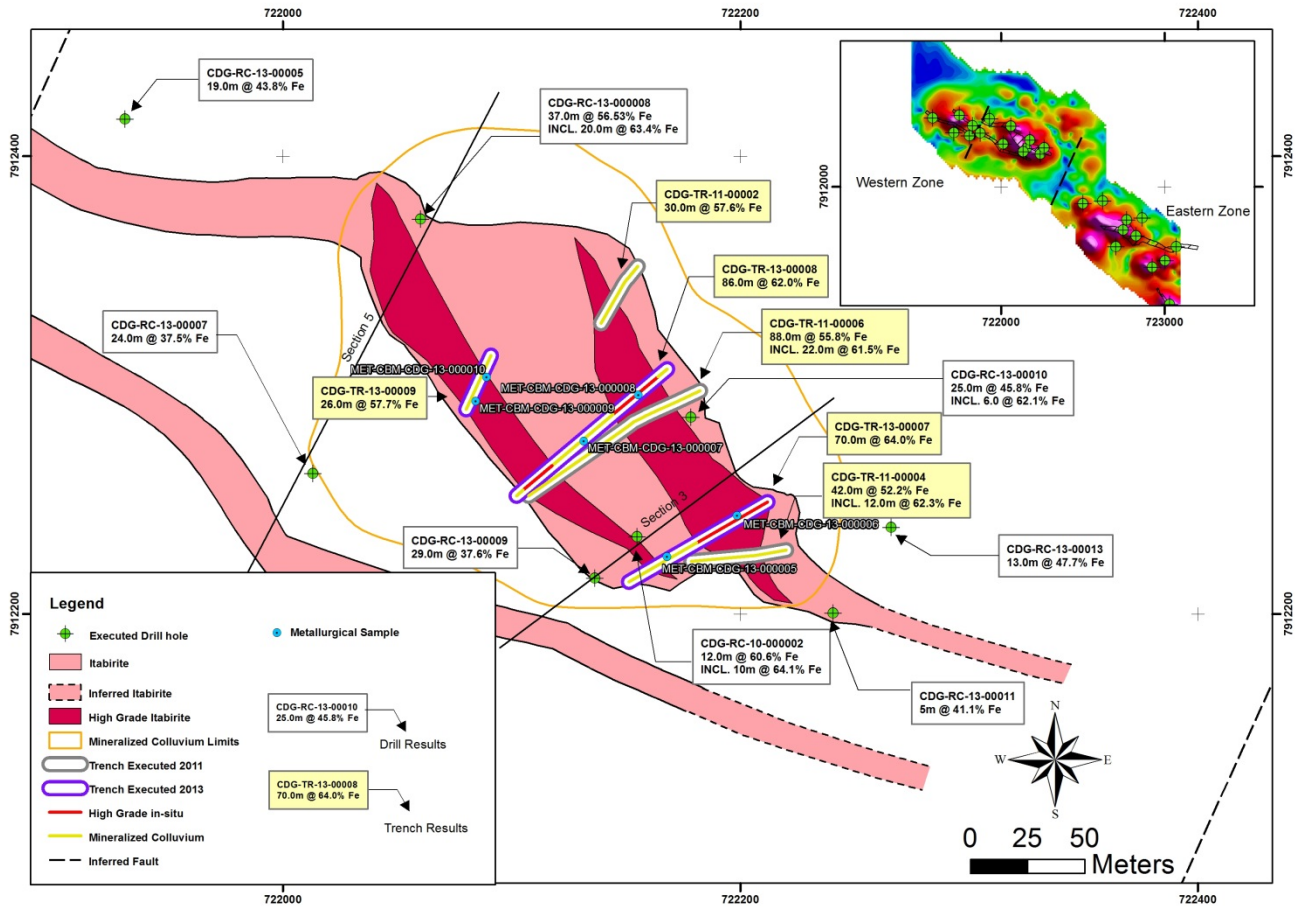 722000
722200
722400
CDG-RC-13-00005
19.0m @ 43.8% Fe
CDG-RC-13-000008
37.0m @ 56.53% Fe
INCL. 20.0m @ 63.4% Fe
7912400
7912400
7912000
Western Zone
Eastern Zone
722000
723000
CDG-TR-11-00002
30.0m @ 57.6% Fe
CDG-TR-13-00008
86.0m @ 62.0% Fe
CDG-RC-13-00007
24.0m @ 37.5% Fe
Section 5
CDG-TR-11-00006
88.0m @ 55.8% Fe
INCL. 22.0m @ 61.5% Fe
MET-CBM-CDG-13-000010
CDG-TR-13-00009
26.0m @ 57.7% Fe
MET-CBM-CDG-13-000008
MET-CBM-CDG-13-000009
CDG-RC-13-00010
25.0m @ 45.8% Fe
INCL. 6.0 @ 62.1% Fe
MET-CBM-CDG-13-000007
CDG-TR-13-00007
70.0m @ 64.0% Fe
CDG-TR-11-00004
42.0m @ 52.2% Fe
INCL. 12.0m @ 62.3% Fe
Section 3
MET-CBM-CDG-13-000006
CDG-RC-13-00009
29.0m @ 37.6% Fe
CDG-RC-13-00013
13.0m @ 47.7% Fe
MET-CBM-CDG-13-000005
7912200
7912200
CDG-RC-10-000002
12.0m @ 60.6% Fe
INCL. 10m @ 64.1% Fe
CDG-RC-13-00011
5m @ 41.1% Fe
Legend
Executed Drill hole
Metallurgical Sample
Itabirite
Inferred Itabirite
High Grade Itabirite
Mineralized Colluvium Limits
Trench Executed 2011
Trench Executed 2013
High Grade in-situ
Mineralized Colluvium
Inferred Fault
CDG-RC-13-00010
25.0m @ 45.8% Fe
Drill Results
CDG-TR-13-00008
70.0m @ 64.0% Fe
Trench Results
N
W
E
S
0 25 50
Meters
722000
722200
722400